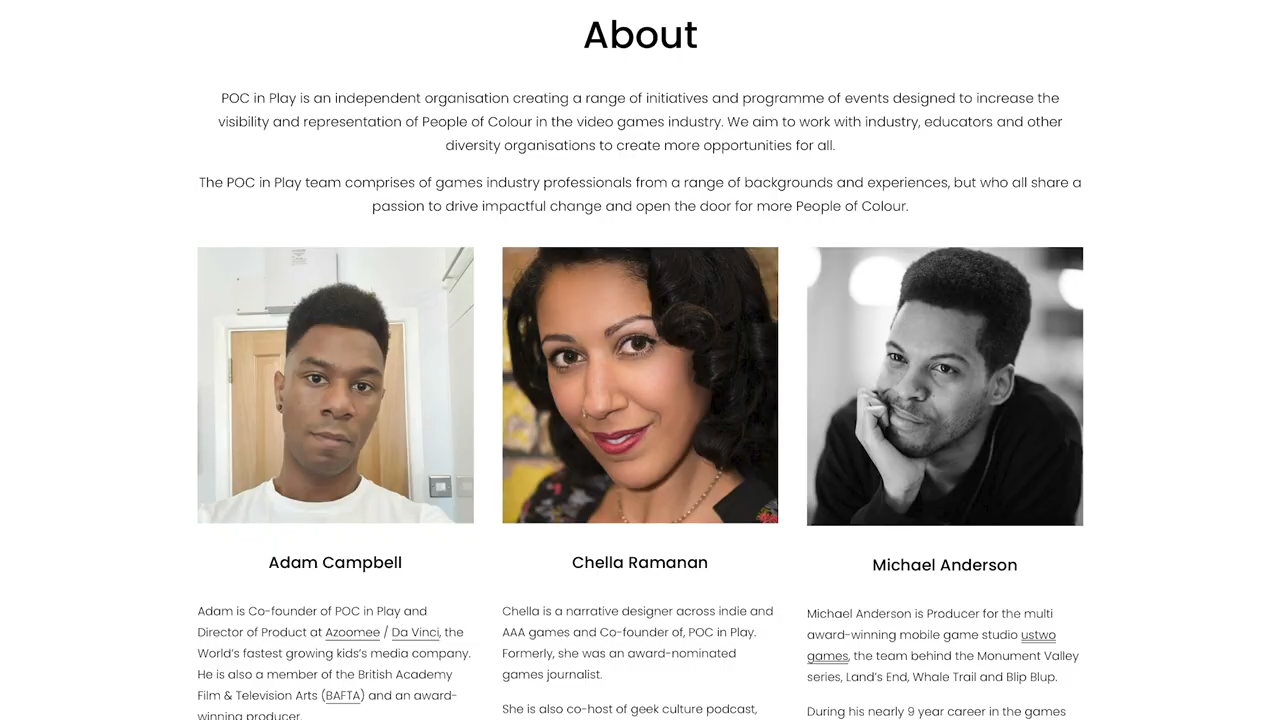 About
POC in Play is an independent organisation creating a range of initiatives and programme of events designed to increase the
visibility and representation of People of Colour in the video games industry. We aim to work with industry, educators and other
diversity organisations to create more opportunities for all.
The POC in Play team comprises of games industry professionals from a range of backgrounds and experiences, but who all share a
passion to drive impactful change and open the door for more People of Colour.
Adam Campbell
Adam is Co-founder of POC in Play and
Director of Product at Azoomee / Da Vinci, the
World's fastest growing kids's media company.
He is also a member of the British Academy
Film & Television Arts (BAFTA) and an award-
winning producer.
Chella Ramanan
Chella is a narrative designer across indie and
AAA games and Co-founder of, POC in Play.
Formerly, she was an award-nominated
games journalist.
She is also co-host of geek culture podcast,
Michael Anderson
Michael Anderson is Producer for the multi
award-winning mobile game studio ustwo
games, the team behind the Monument Valley
series, Land's End, Whale Trail and Blip Blup.
During his nearly 9 year career in the games